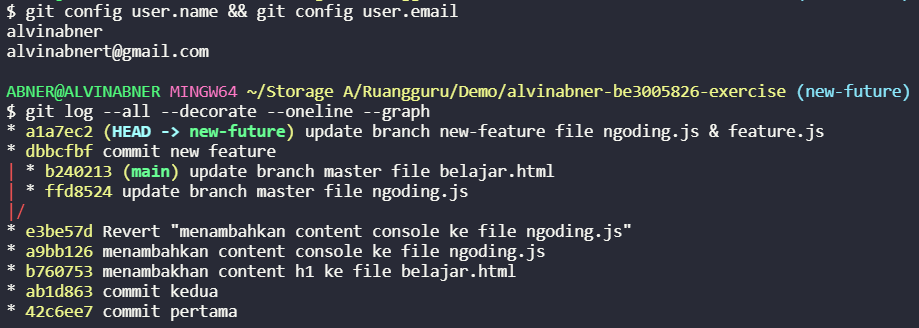 $ git config user.name && git config user.email
alvinabner
alvinabnert@gmail.com
ABNER@ALVINABNER MINGW64 ~/Storage A/Ruangguru/Demo/alvinabner-be3005826-exercise (new-future)
$ git log --all --decorate --oneline --graph
* a1a7ec2 (HEAD -> new-future) update branch new-feature file ngoding.js & feature.js
* dbbcfbf commit new feature
| * b240213 (main) update branch master file belajar.html
| * ffd8524 update branch master file ngoding.js
|/
* e3be57d Revert "menambahkan content console ke file ngoding.js"
* a9bb126 menambahkan content console ke file ngoding.js
* b760753 menambakhan content h1 ke file belajar.html
* ab1d863 commit kedua
* 42c6ee7 commit pertama